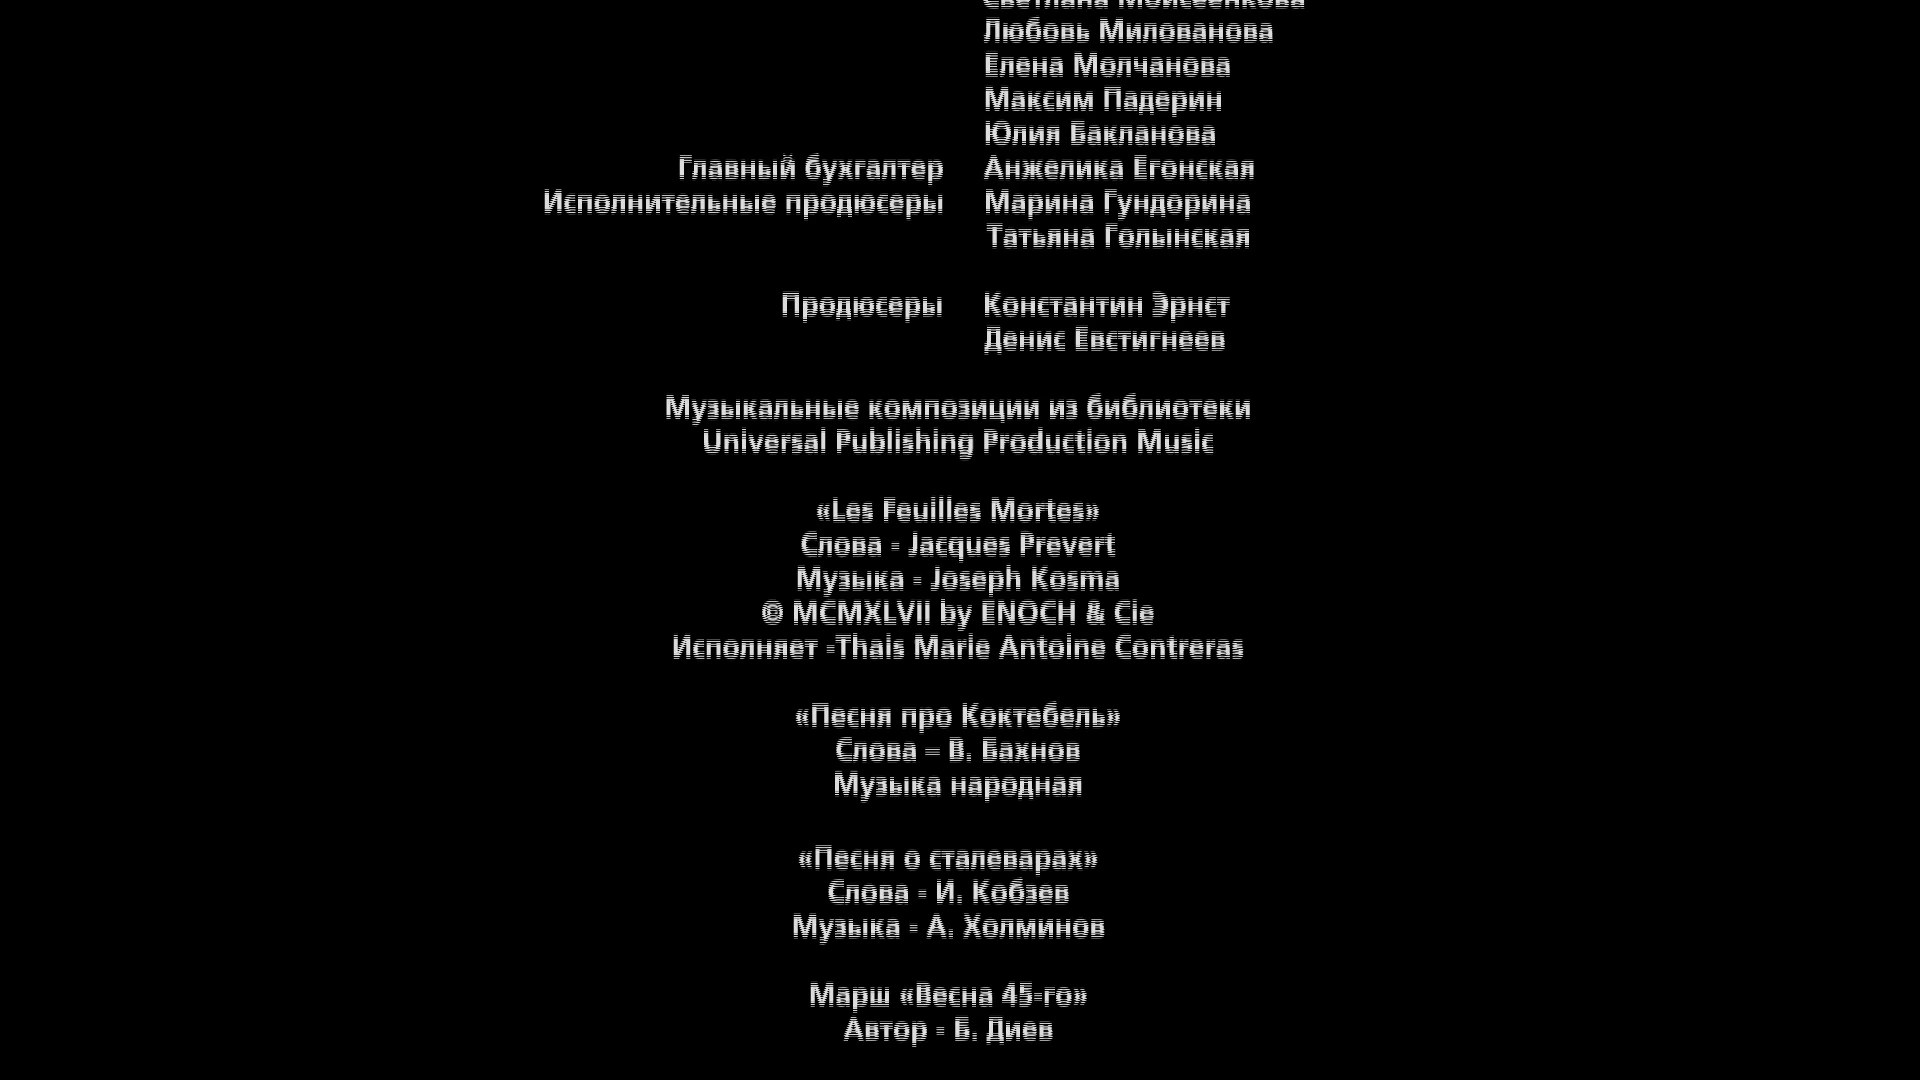 Светлана Моисеенкова
Любовь Милованова
Елена Молчанова
Максим Падерин
Юлия Бакланова
Главный бухгалтер Анжелика Егонская
Исполнительные продюсеры Марина Гундорина
Татьяна Голынская
Продюсеры Константин Эрнст
Денис Евстигнеев
Музыкальные композиции из библиотеки
Universal Publishing Production Music
«Les Feuilles Mortes»
Слова - Jacques Prevert
Музыка - Joseph Kosma
© MCMXLVII by ENOCH & Cie
Исполняет -Thais Marie Antoine Contreras
«Песня про Коктебель»
Слова – В. Бахнов
Музыка народная
«Песня о сталеварах»
Слова - И. Кобзев
Музыка - А. Холминов
Марш «Весна 45-го»
Автор - Б. Диев